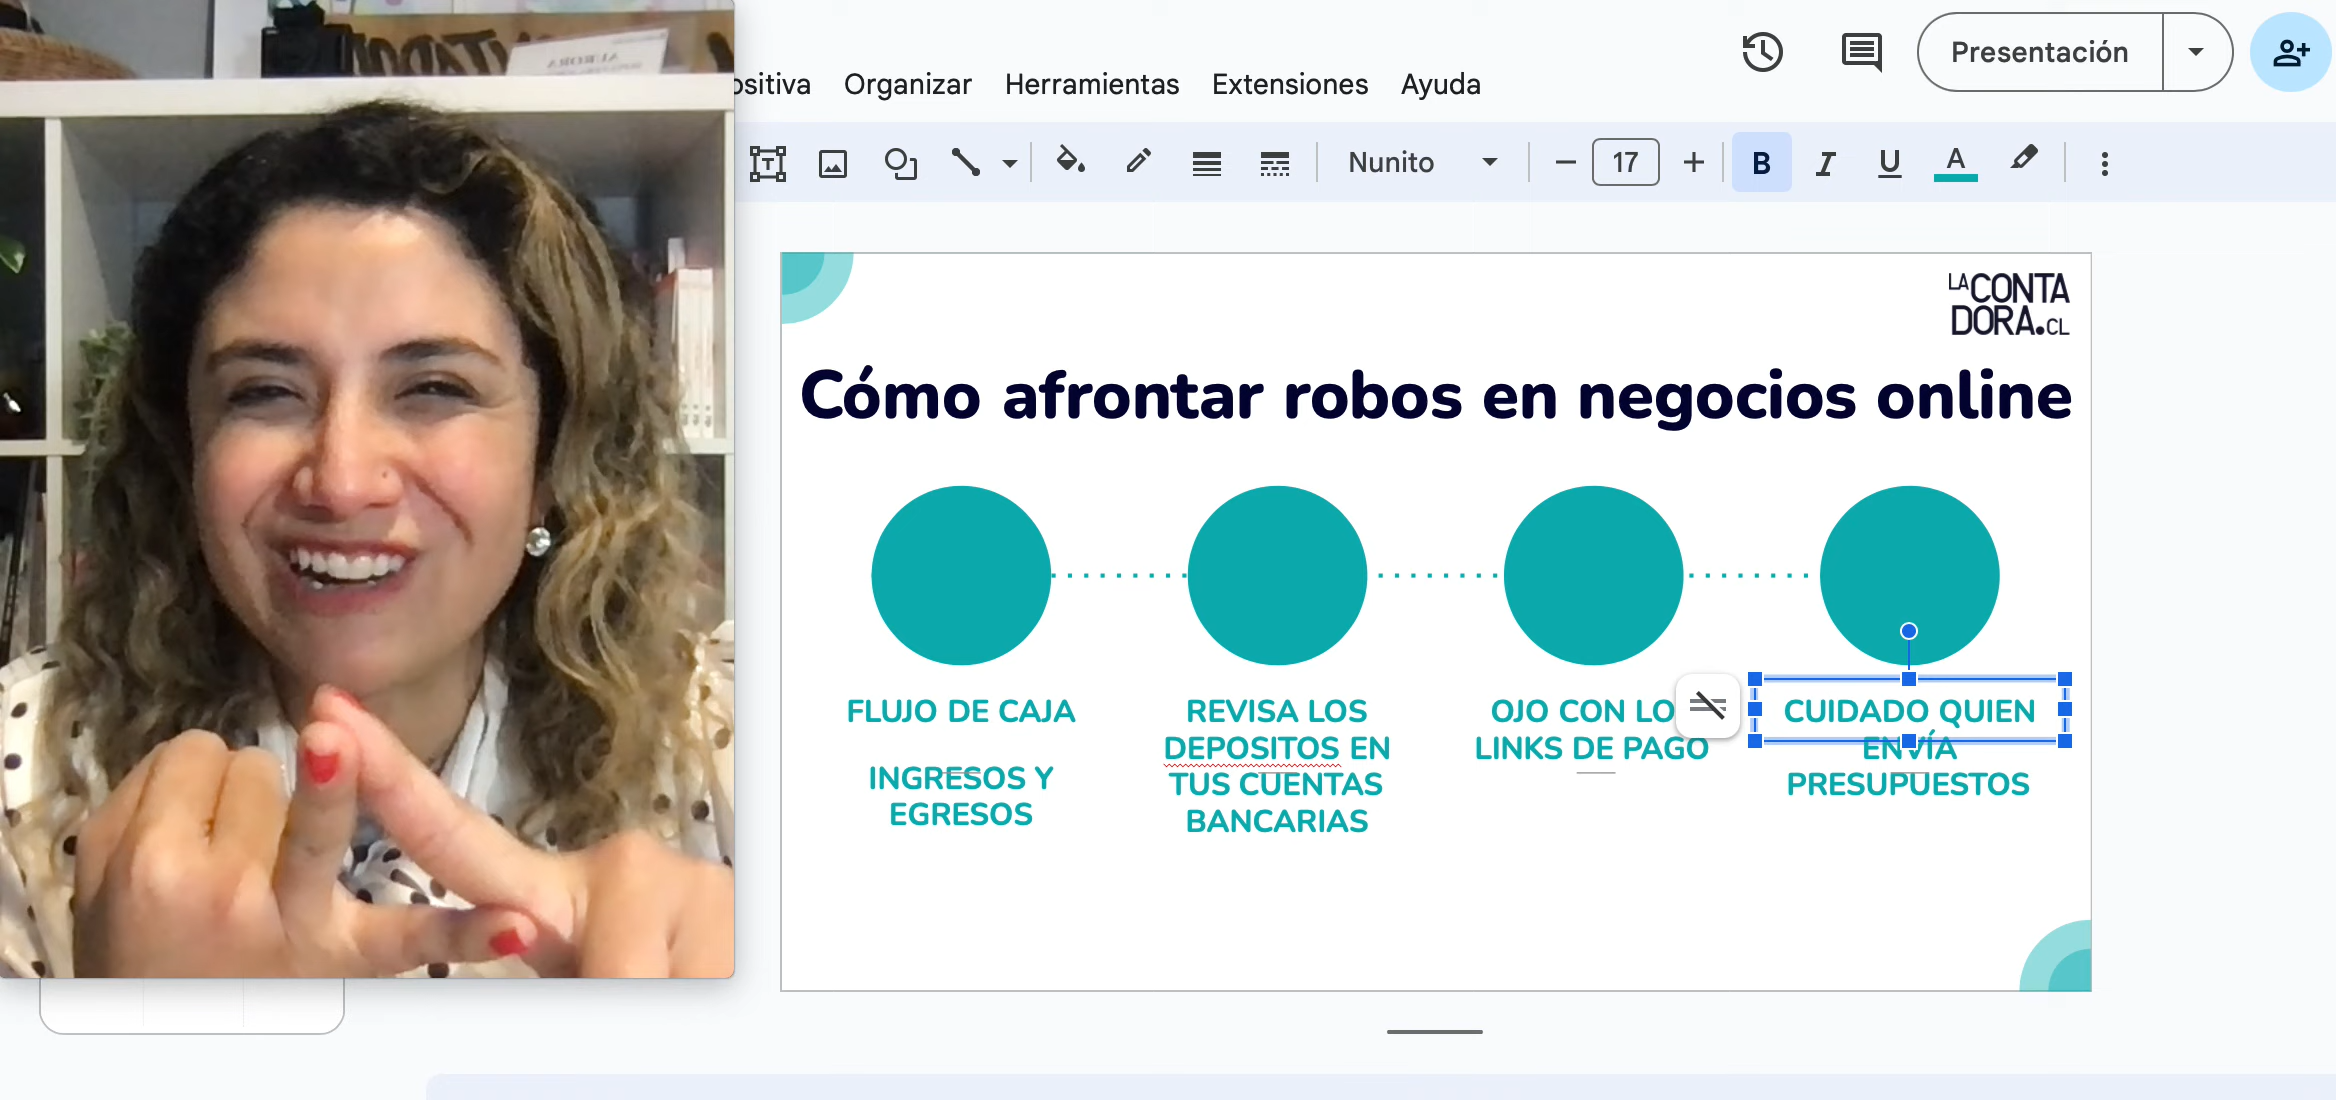 ositiva Organizar Herramientas Extensiones Ayuda
Presentación
Nunito
17
B I U A
LA CONTA
DORA.CL
Cómo afrontar robos en negocios online
FLUJO DE CAJA
INGRESOS Y
EGRESOS
REVISA LOS
DEPOSITOS EN
TUS CUENTAS
BANCARIAS
OJO CON LO
LINKS DE PAGO
CUIDADO QUIEN
ENVÍA
PRESUPUESTOS